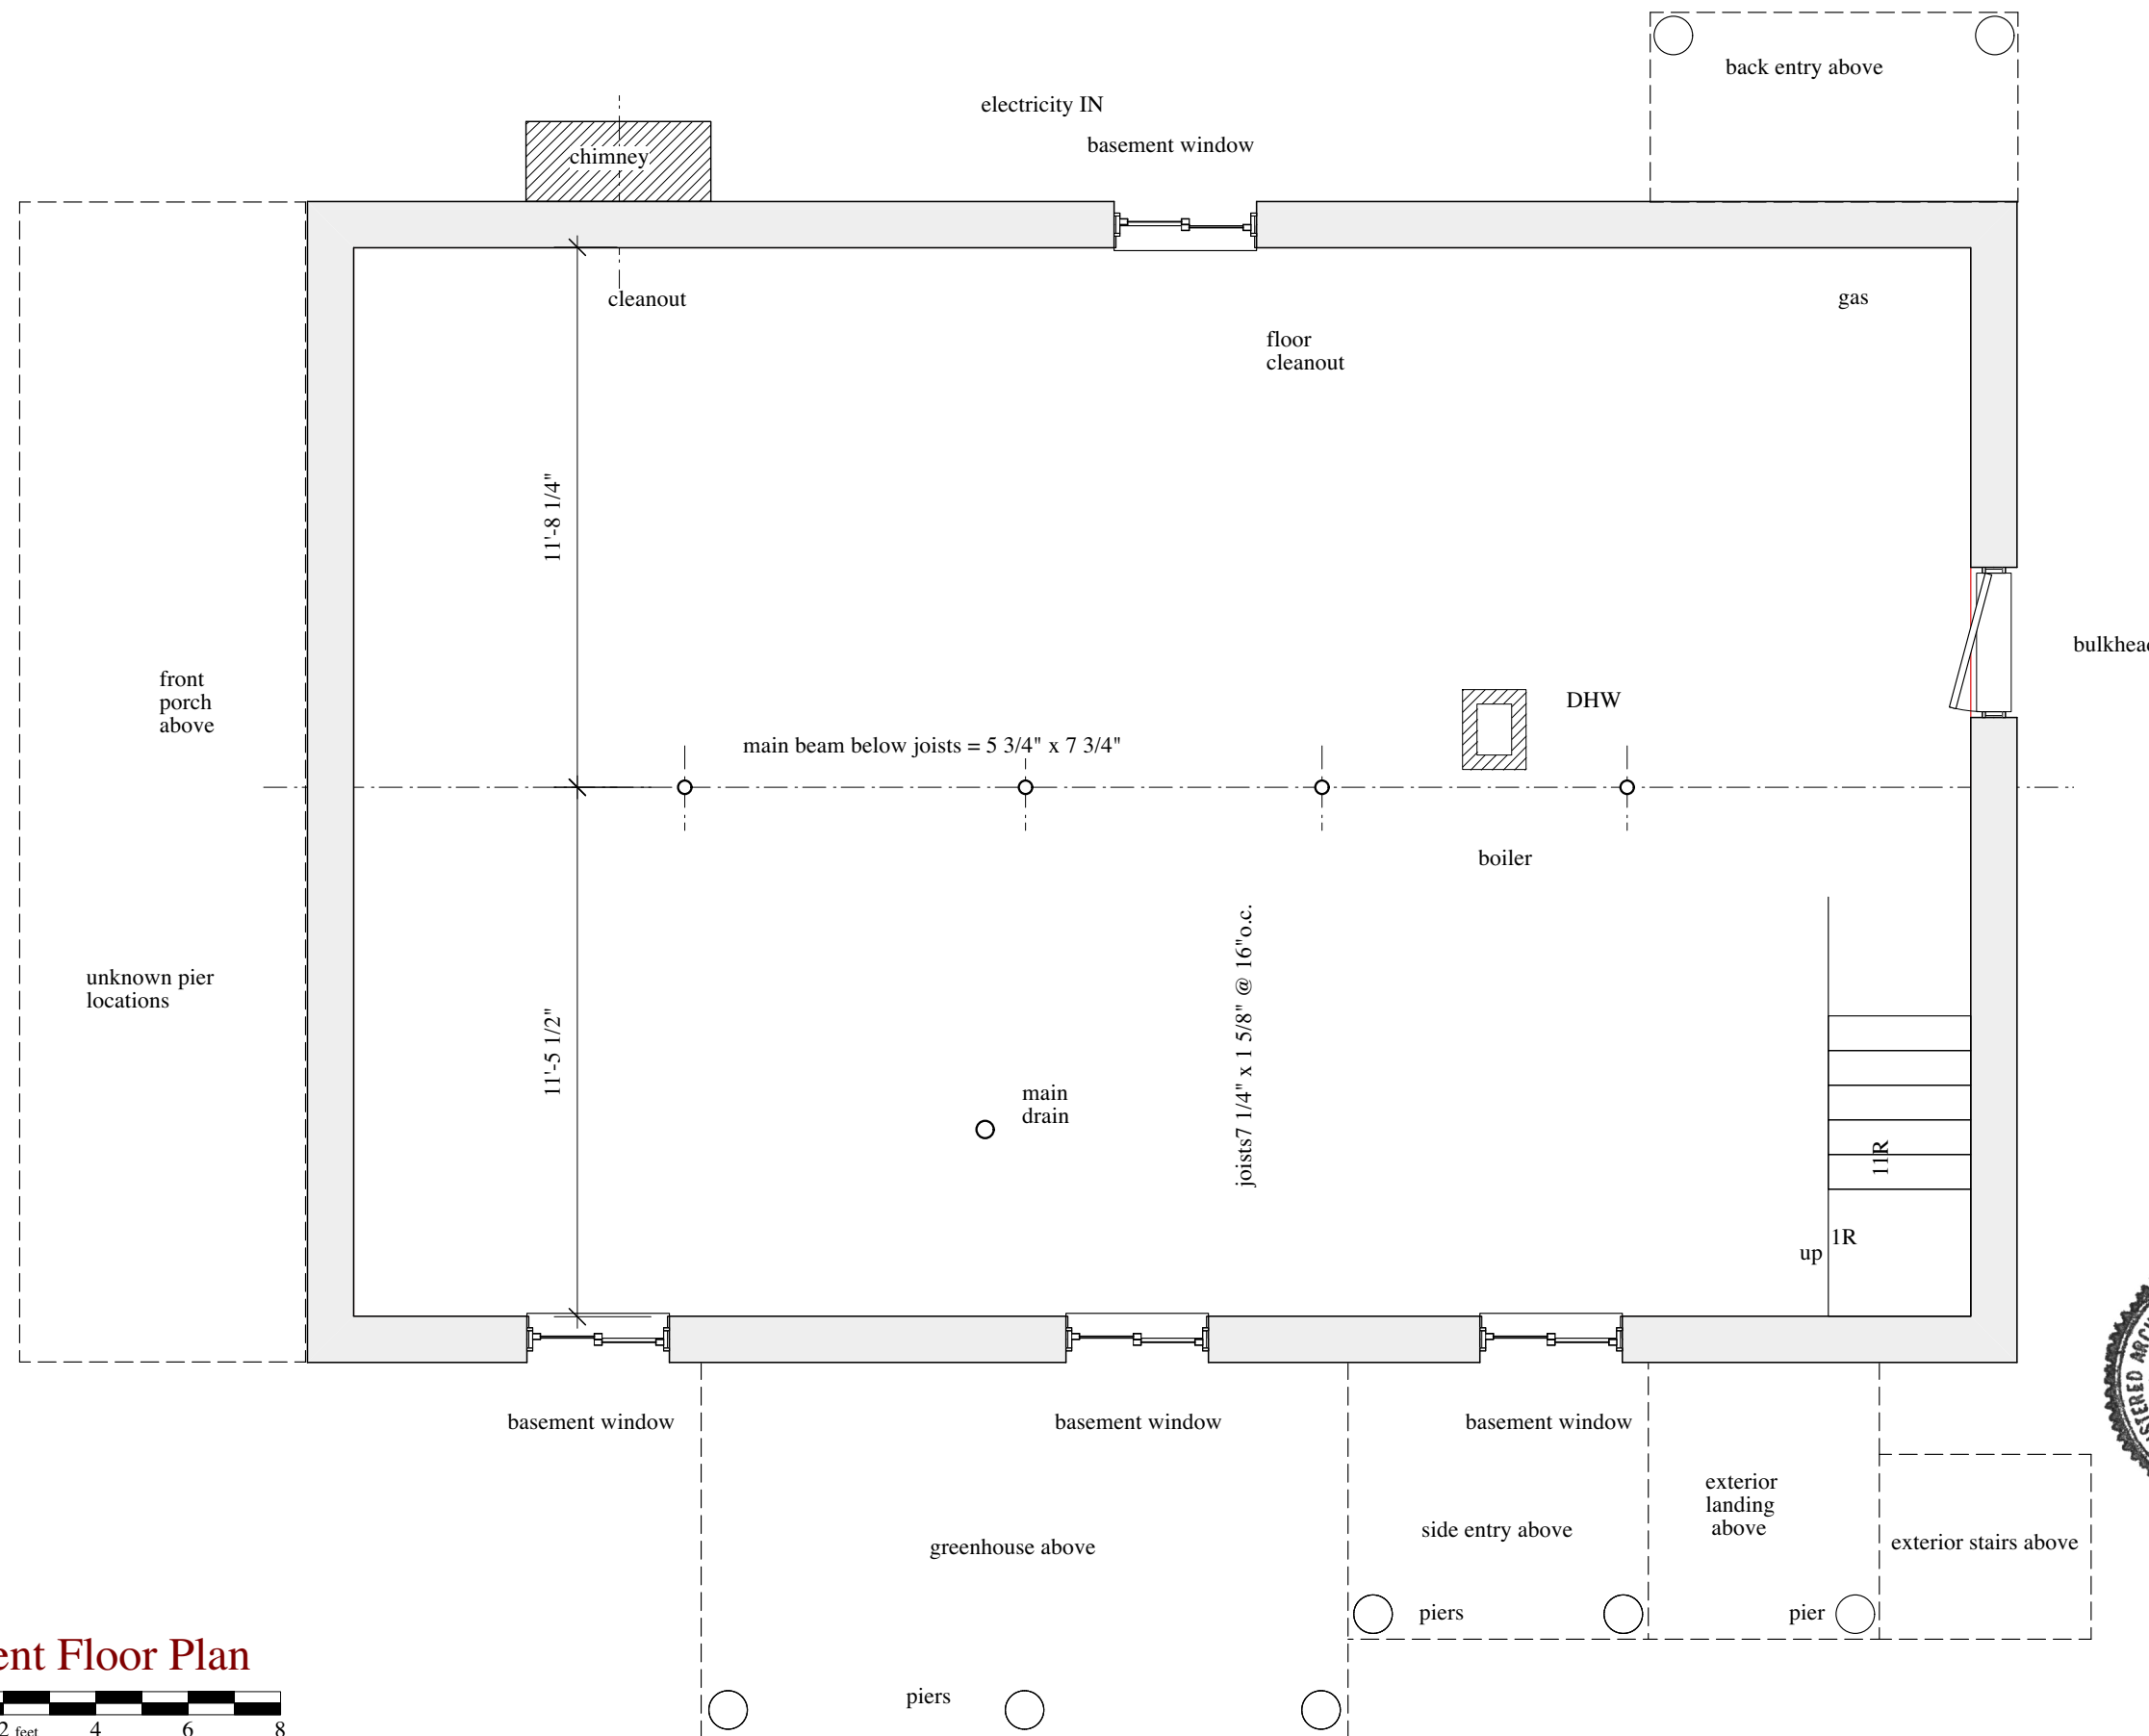 back entry above
electricity IN
basement window
chimney
cleanout
gas
floor
cleanout
11'-8 1/4"
front
porch
above
DHW
main beam below joists = 5 3/4" x 7 3/4"
boiler
unknown pier
locations
11'-5 1/2"
joists7 1/4" x 1 5/8" @ 16"o.c.
main
drain
11R
1R
up
basement window
basement window
basement window
exterior
landing
above
side entry above
exterior stairs above
greenhouse above
piers
pier
piers
Floor Plan
2 feet 4 6 8